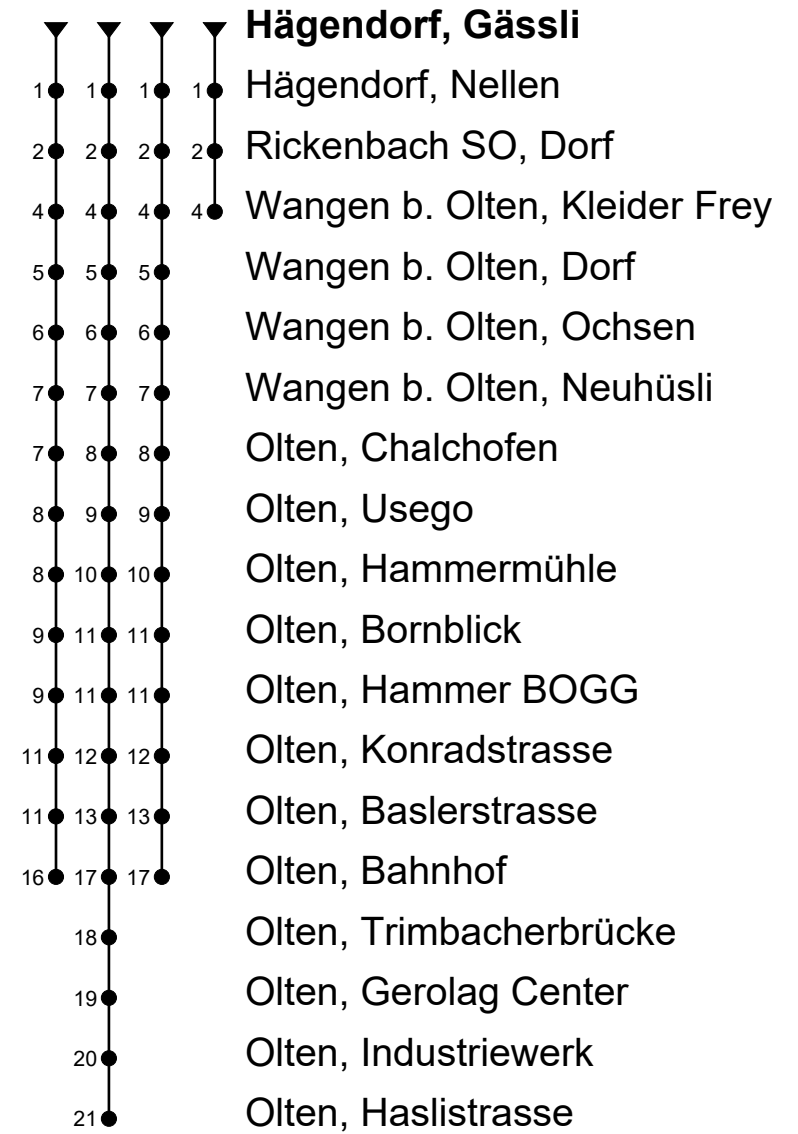 Hägendorf, Gässli
1 1 1 1 Hägendorf, Nellen
2 2 2 2 Rickenbach SO, Dorf
4 4 4 4 Wangen b. Olten, Kleider Frey
5 5 5 Wangen b. Olten, Dorf
6 6 6 Wangen b. Olten, Ochsen
7 7 7 Wangen b. Olten, Neuhüsli
7 8 8 Olten, Chalchofen
8 9 9 Olten, Usego
8 10 10 Olten, Hammermühle
9 11 11 Olten, Bornblick
9 11 11 Olten, Hammer BOGG
11 12 12 Olten, Konradstrasse
11 13 13 Olten, Baslerstrasse
16 17 17 Olten, Bahnhof
18 Olten, Trimbacherbrücke
19 Olten, Gerolag Center
20 Olten, Industriewerk
21 Olten, Haslistrasse